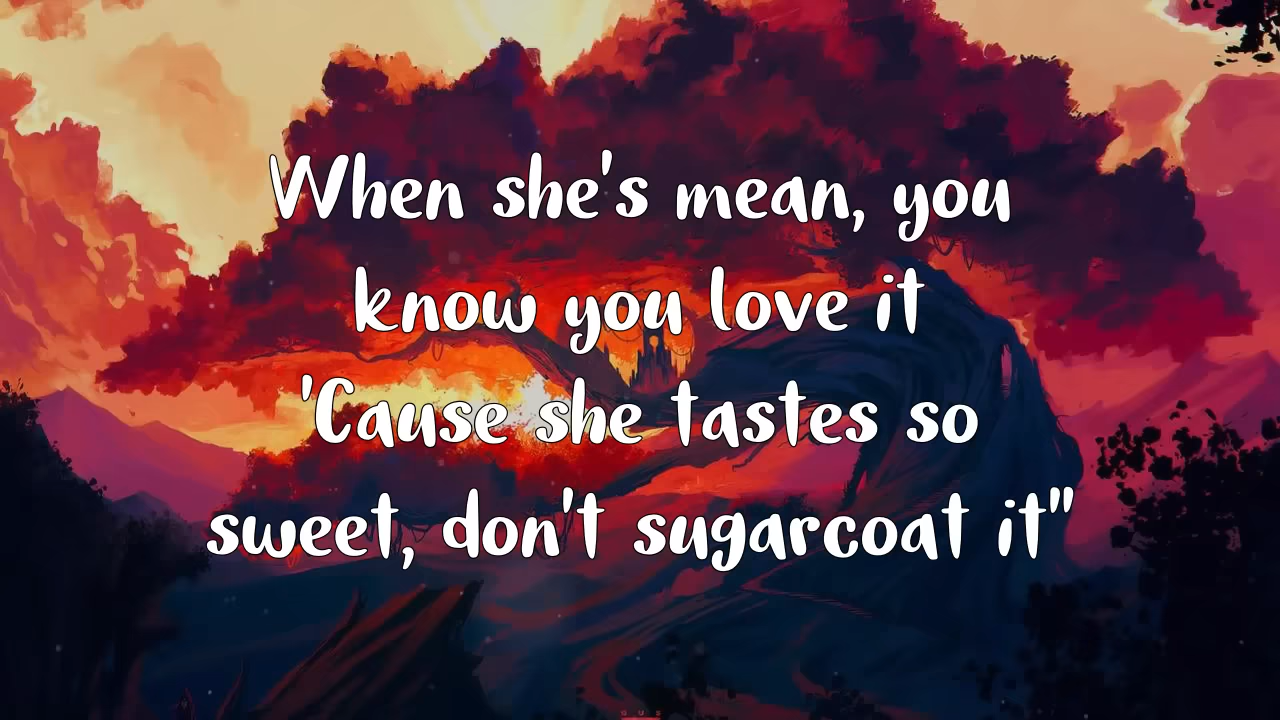 When she's mean, you
know you love it
'Cause she tastes so
sweet, don't sugarcoat it"
G U S